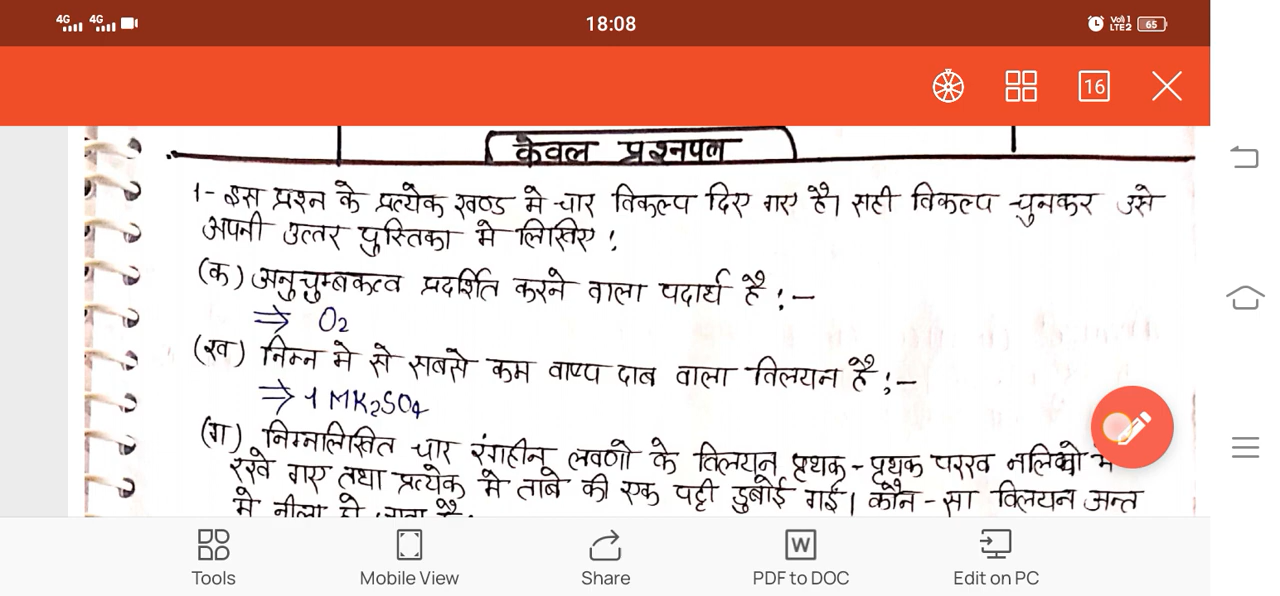 4G 4G 18:08 Vo) 1 LTE2 65
16
केवल प्रश्नपत्र
1- इस प्रश्न के प्रत्येक खण्ड मे चार विकल्प दिए गए है। सही विकल्प चुनकर उसे
अपनी उत्तर पुस्तिका मे लिखिए :
(क) अनुचुम्बकत्व प्रदर्शित करने वाला पदार्थ है :-
⇒ O₂
(ख) निम्न मे से सबसे कम वाष्प दाब वाला विलयन है :-
⇒ 1 MK₂SO₄
(ग) निम्नलिखित चार रंगहीन लवणो के विलयन पृथक - पृथक परख नलियो मे
रखे गए तथा प्रत्येक मे ताबे की एक पट्टी डुबोई गई। कौन - सा विलयन अन्त
मे नीला हो है:
Tools Mobile View Share PDF to DOC Edit on PC